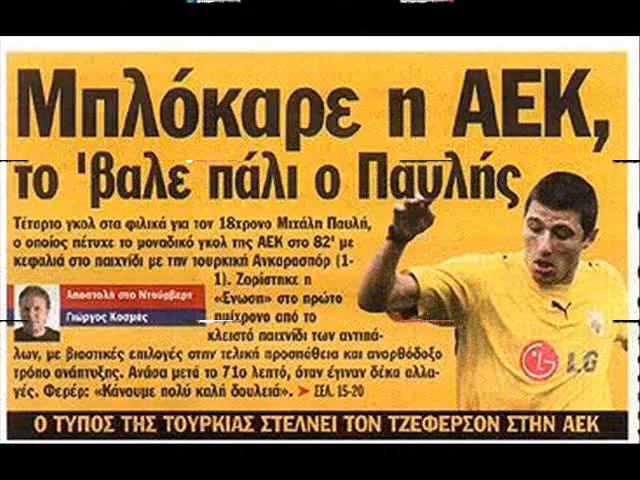 Μπλόκαρε η ΑΕΚ,
το 'βαλε πάλι ο Παυλής
Τέταρτο γκολ στα φιλικά για τον 18χρονο Μιχάλη Παυλή,
ο οποίος πέτυχε το μοναδικό γκολ της ΑΕΚ στο 82' με
κεφαλιά στο παιχνίδι με την τουρκική Ανκαρασπόρ (1-
1). Ζορίστηκε η
«Ενωση» στο πρώτο
ημίχρονο από το
κλειστό παιχνίδι των αντιπά-
λων, με βιαστικές επιλογές στην τελική προσπάθεια και ανορθόδοξο
τρόπο ανάπτυξης. Ανάσα μετά το 71ο λεπτό, όταν έγιναν δέκα αλλα-
γές. Φερέρ: «Κάνουμε πολύ καλή δουλειά». ➤ ΣΕΛ. 15-20
Αποστολή στο Ντούρβερτ
Γιώργος Κοσμάς
LG
Ο ΤΥΠΟΣ ΤΗΣ ΤΟΥΡΚΙΑΣ ΣΤΕΛΝΕΙ ΤΟΝ ΤΖΕΦΕΡΣΟΝ ΣΤΗΝ ΑΕΚ